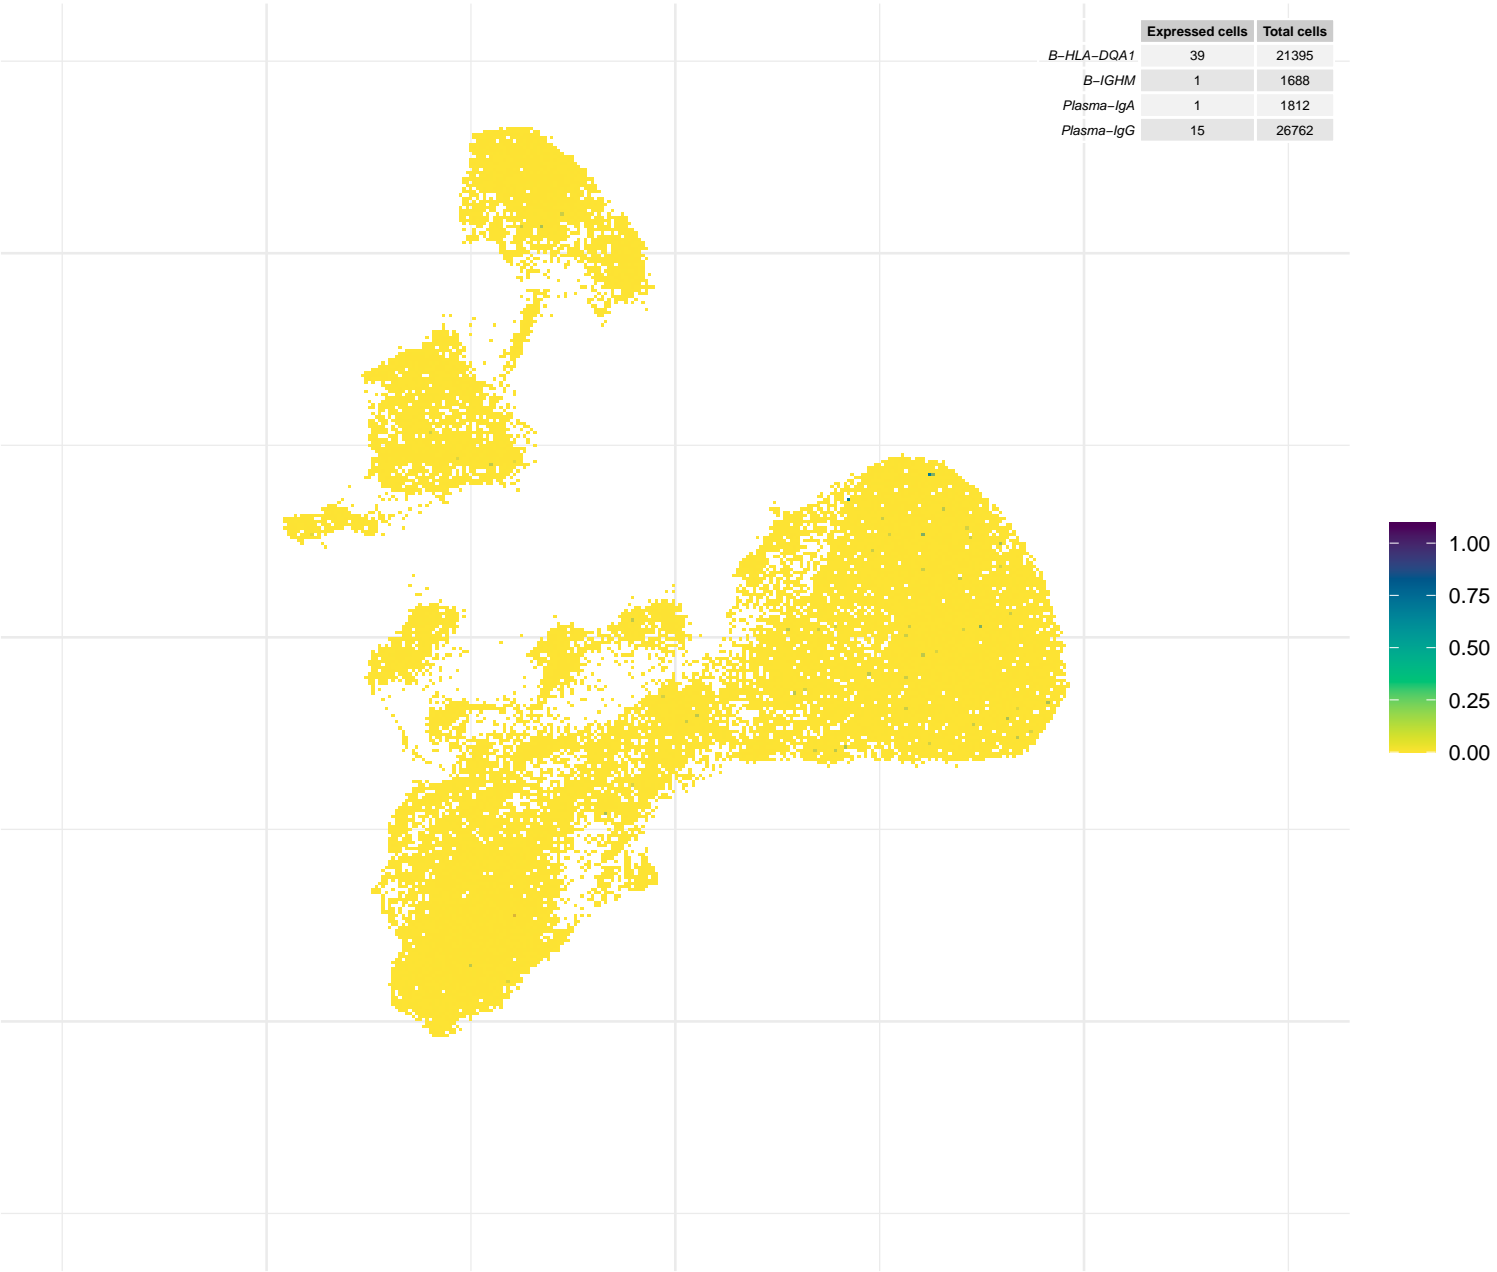 Expressed cells Total cells
B−HLA−DQA1 39 21395
B−IGHM 1 1688
Plasma−IgA 1 1812
Plasma−IgG 15 26762
1.00
0.75
0.50
0.25
0.00